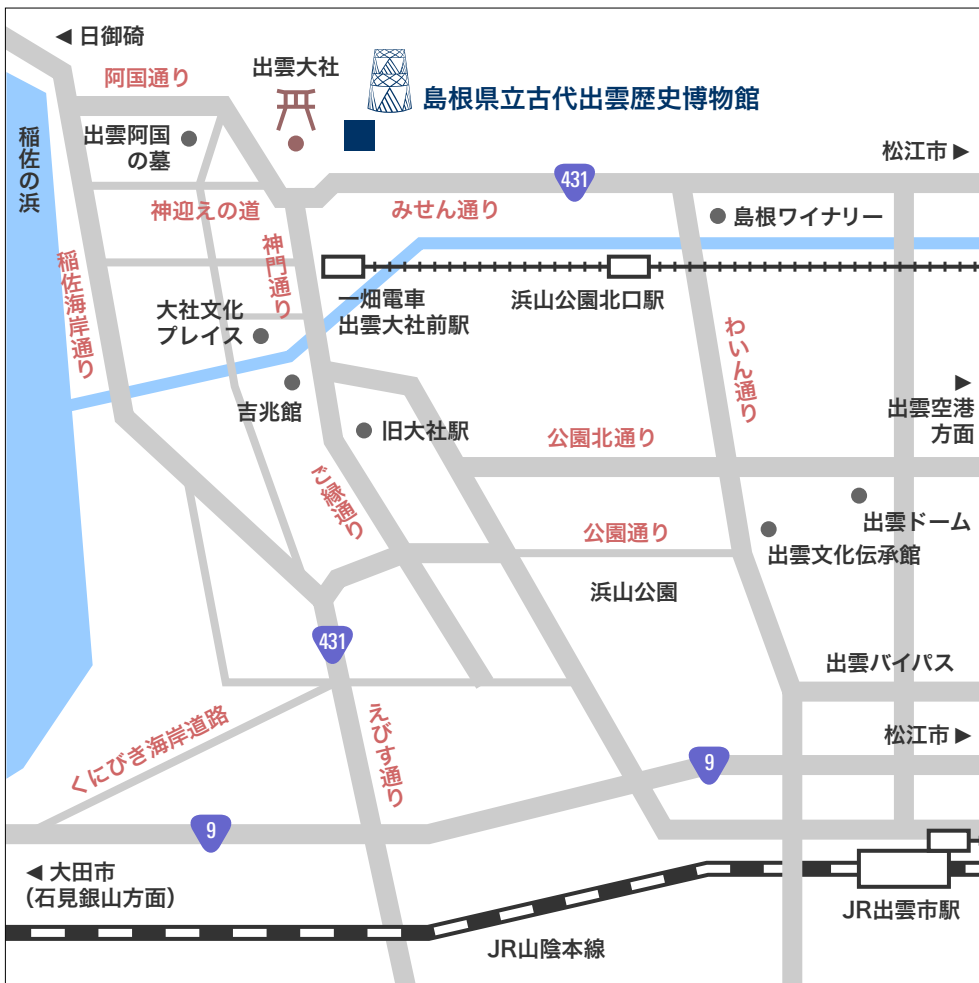 ◀ 日御碕
阿国通り
出雲大社
島根県立古代出雲歴史博物館
稲佐の浜
出雲阿国
の墓
松江市 ▶
431
神迎えの道
みせん通り
島根ワイナリー
稲佐海岸通り
神門通り
一畑電車
出雲大社前駅
浜山公園北口駅
大社文化
プレイス
わいん通り
▶
出雲空港
方面
吉兆館
旧大社駅
公園北通り
ご縁通り
出雲ドーム
公園通り
出雲文化伝承館
浜山公園
431
出雲バイパス
えびす通り
くにびき海岸道路
松江市 ▶
9
9
◀ 大田市
（石見銀山方面）
JR出雲市駅
JR山陰本線